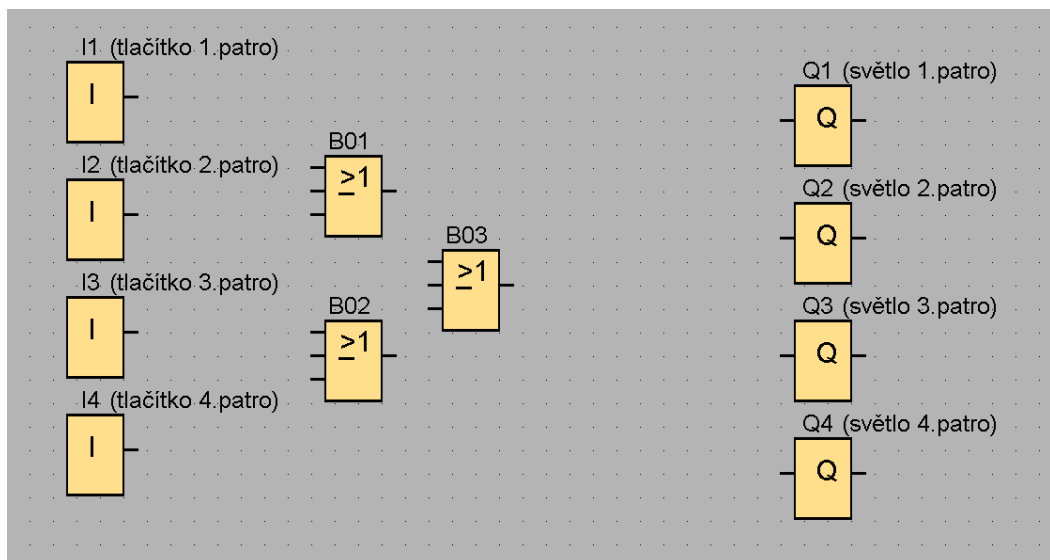 I1 (tlačítko 1.patro)
I
I2 (tlačítko 2.patro)
I
I3 (tlačítko 3.patro)
I
I4 (tlačítko 4.patro)
I
B01
≥1
B02
≥1
B03
≥1
Q1 (světlo 1.patro)
Q
Q2 (světlo 2.patro)
Q
Q3 (světlo 3.patro)
Q
Q4 (světlo 4.patro)
Q